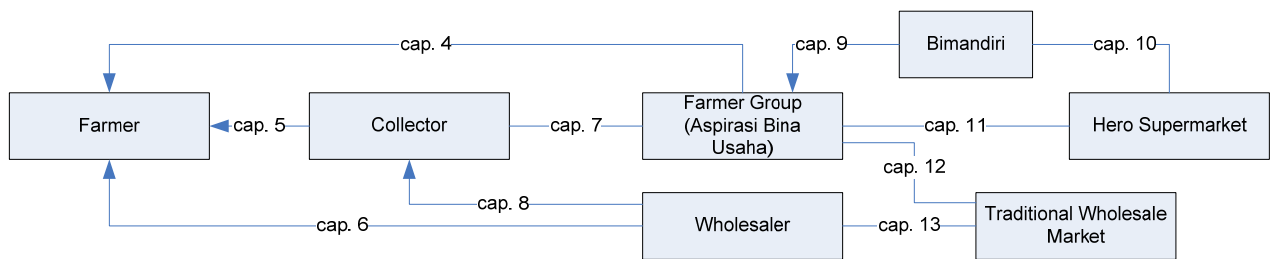 cap. 4
cap. 9
Bimandiri
cap. 10
Farmer
cap. 5
Collector
cap. 7
Farmer Group
(Aspirasi Bina
Usaha)
cap. 11
Hero Supermarket
cap. 12
cap. 8
cap. 6
Wholesaler
cap. 13
Traditional Wholesale
Market